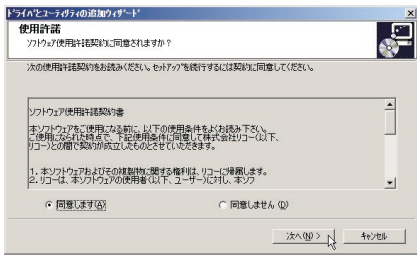 ドライバとユーティリティの追加ウィザード
使用許諾
ソフトウェア使用許諾契約に同意されますか？
次の使用許諾契約をお読みください。セットアップを続行するには契約に同意してください。
ソフトウェア使用許諾契約書
本ソフトウェアをご使用になる前に、以下の使用条件をよくお読み下さい。
ご使用になられた時点で、下記使用条件に同意して株式会社リコー(以下、
リコー)との間で契約が成立したものとさせていただきます。
1. 本ソフトウェアおよびその複製物に関する権利は、リコーに帰属します。
2. リコーは、本ソフトウェアの使用者(以下、ユーザー)に対し、本ソフ
同意します(A)
同意しません (D)
次へ(N) >
キャンセル